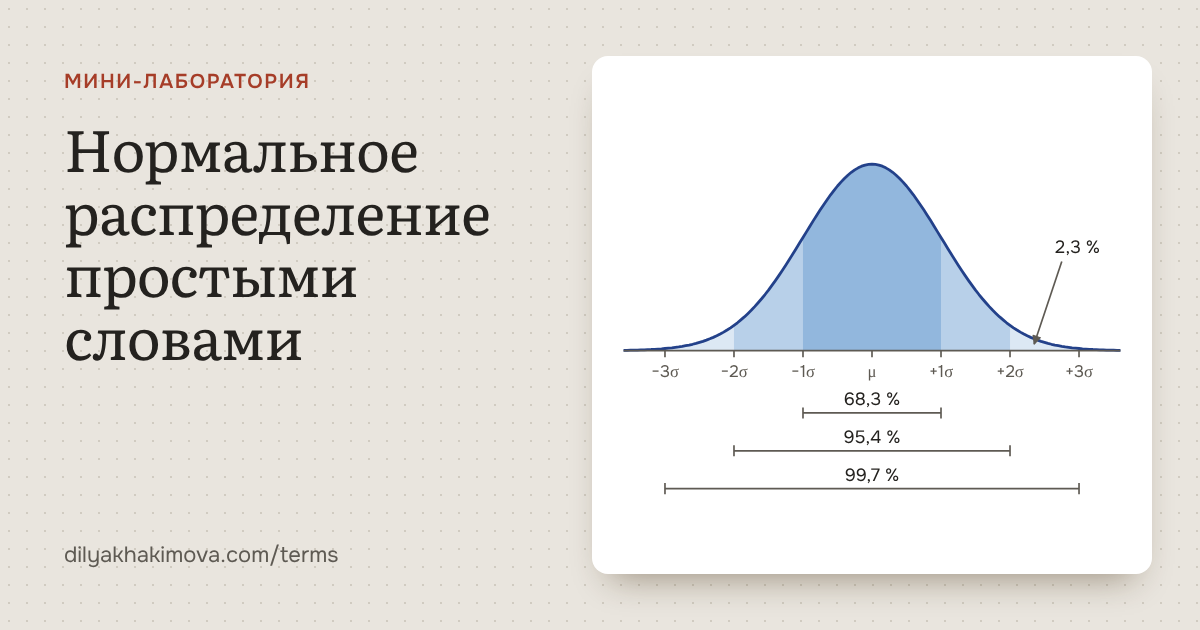 МИНИ-ЛАБОРАТОРИЯ
Нормальное
распределение
простыми
словами
2,3 %
−3σ −2σ −1σ μ +1σ +2σ +3σ
68,3 %
95,4 %
99,7 %
dilyakhakimova.com/terms